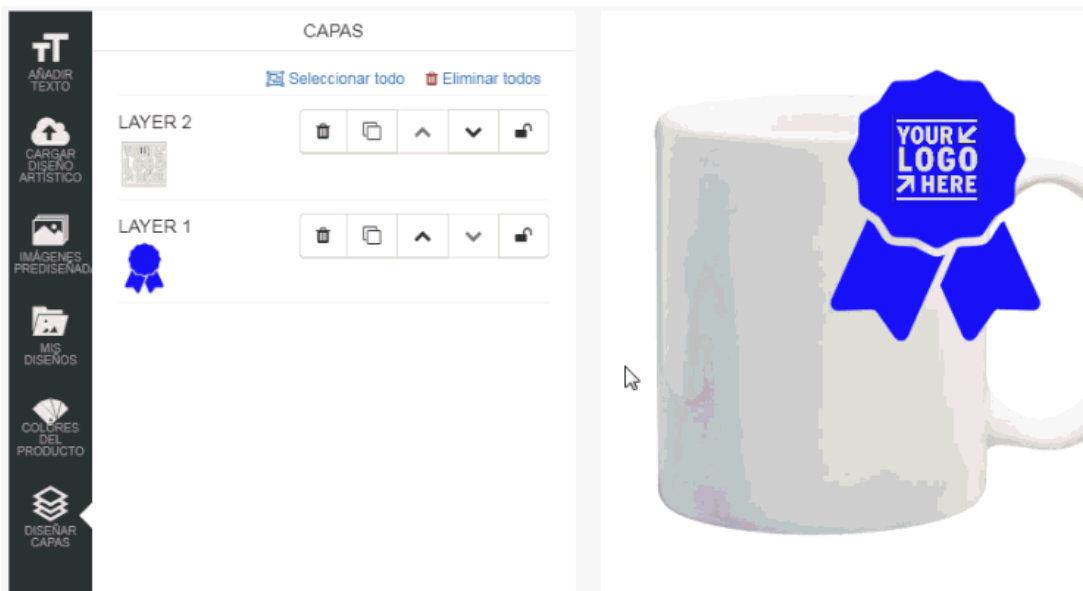 AÑADIR
TEXTO
CARGAR
DISEÑO
ARTÍSTICO
IMÁGENES
PREDISEÑADA
MIS
DISEÑOS
COLORES
DEL
PRODUCTO
DISEÑAR
CAPAS
CAPAS
Seleccionar todo Eliminar todos
LAYER 2
LAYER 1
YOUR
LOGO
HERE